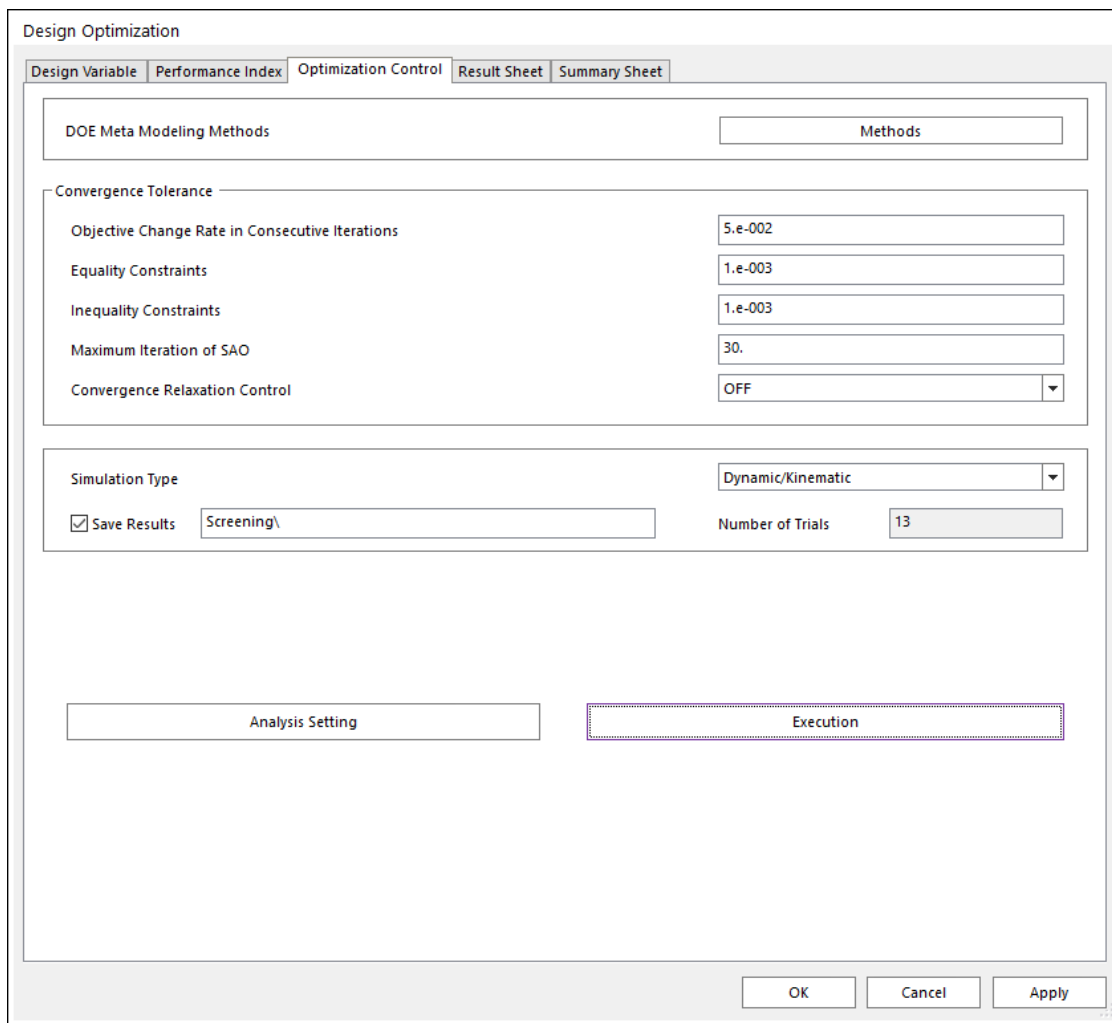 Design Optimization
Design Variable Performance Index Optimization Control Result Sheet Summary Sheet
DOE Meta Modeling Methods Methods
Convergence Tolerance
Objective Change Rate in Consecutive Iterations 5.e-002
Equality Constraints 1.e-003
Inequality Constraints 1.e-003
Maximum Iteration of SAO 30.
Convergence Relaxation Control OFF
Simulation Type Dynamic/Kinematic
Save Results Screening\ Number of Trials 13
Analysis Setting Execution
OK Cancel Apply